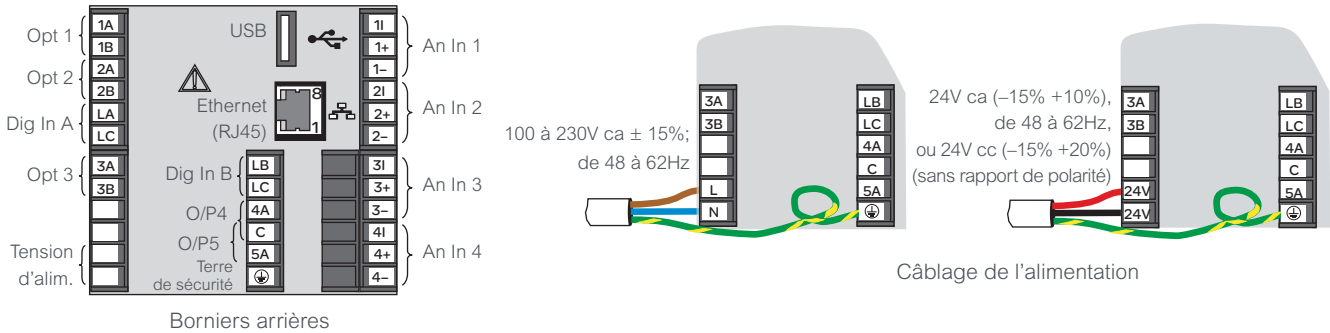 Opt 1
1A
1B
Opt 2
2A
2B
Dig In A
LA
LC
Opt 3
3A
3B
Tension
d'alim.
USB
Ethernet
(RJ45)
8
1
Dig In B
LB
LC
O/P4
4A
C
O/P5
5A
Terre
de sécurité
1I
1+
1–
An In 1
2I
2+
2–
An In 2
3I
3+
3–
An In 3
4I
4+
4–
An In 4
Borniers arrières
100 à 230V ca ± 15%;
de 48 à 62Hz
3A
3B
L
N
LB
LC
4A
C
5A
24V ca (–15% +10%),
de 48 à 62Hz,
ou 24V cc (–15% +20%)
(sans rapport de polarité)
3A
3B
24V
24V
LB
LC
4A
C
5A
Câblage de l'alimentation